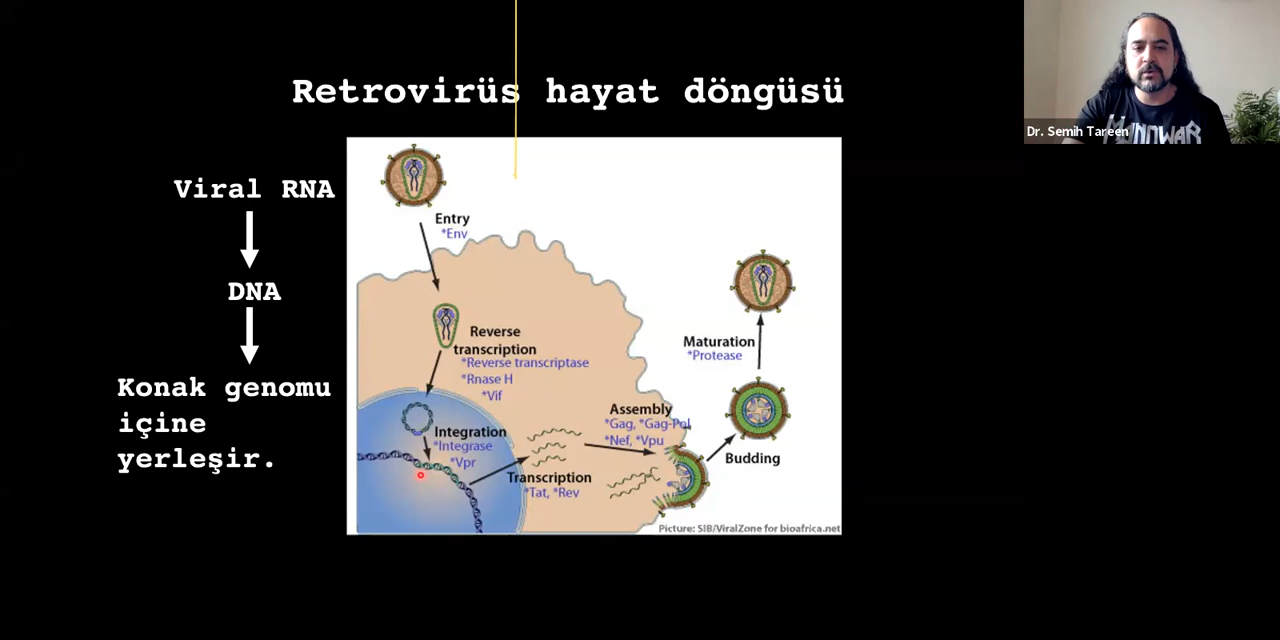 Retrovirüs hayat döngüsü
Dr. Semih Tareen
MANOWAR
Viral RNA
DNA
Konak genomu
içine
yerleşir.
Entry
*Env
Reverse
transcription
*Reverse transcriptase
*Rnase H
*Vif
Integration
*Integrase
*Vpr
Transcription
*Tat, *Rev
Assembly
*Gag, *Gag-Pol
*Nef, *Vpu
Budding
Maturation
*Protease
Picture: SIB/ViralZone for bioafrica.net